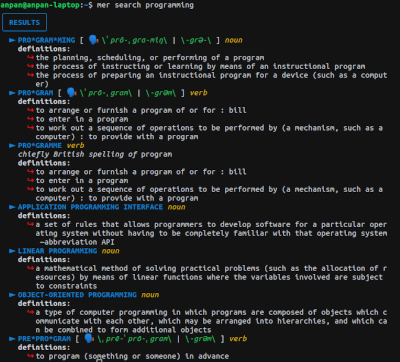 anpan@anpan-laptop:~$ mer search programming
RESULTS
► PRO*GRAM*MING [ 🗣 \ˈprō-ˌgra-miŋ \ | \-grə-\ ] noun
definitions:
↪ the planning, scheduling, or performing of a program
↪ the process of instructing or learning by means of an instructional program
↪ the process of preparing an instructional program for a device (such as a comput
er)
► PRO*GRAM [ 🗣 \ˈprō-ˌgram \ | \-grəm\ ] verb
definitions:
↪ to arrange or furnish a program of or for : bill
↪ to enter in a program
↪ to work out a sequence of operations to be performed by (a mechanism, such as a
computer) : to provide with a program
► PRO*GRAMME verb
chiefly British spelling of program
definitions:
↪ to arrange or furnish a program of or for : bill
↪ to enter in a program
↪ to work out a sequence of operations to be performed by (a mechanism, such as a
computer) : to provide with a program
► APPLICATION PROGRAMMING INTERFACE noun
definitions:
↪ a set of rules that allows programmers to develop software for a particular oper
ating system without having to be completely familiar with that operating system
—abbreviation API
► LINEAR PROGRAMMING noun
definitions:
↪ a mathematical method of solving practical problems (such as the allocation of r
esources) by means of linear functions where the variables involved are subject
to constraints
► OBJECT-ORIENTED PROGRAMMING noun
definitions:
↪ a type of computer programming in which programs are composed of objects which c
ommunicate with each other, which may be arranged into hierarchies, and which ca
n be combined to form additional objects
► PRE*PRO*GRAM [ 🗣 \ˌprē-ˈprō-ˌgram \ | \-grəm\ ] verb
definitions:
↪ to program (something or someone) in advance